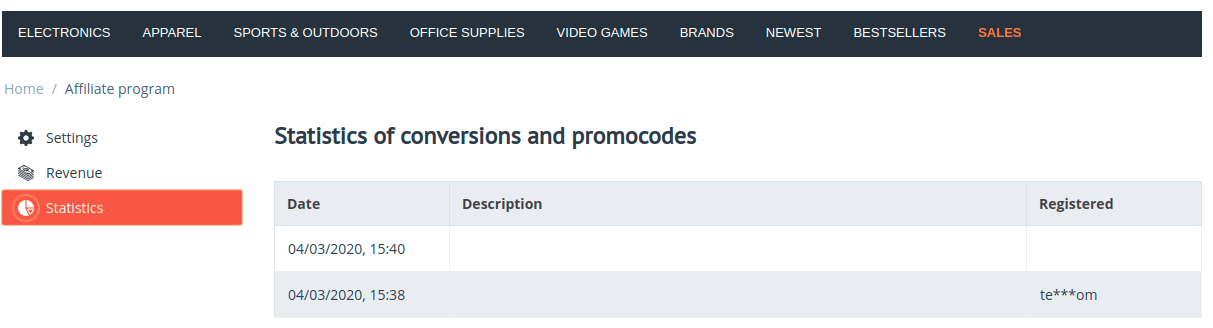 ELECTRONICS APPAREL SPORTS & OUTDOORS OFFICE SUPPLIES VIDEO GAMES BRANDS NEWEST BESTSELLERS SALES
Home / Affiliate program
Settings
Revenue
Statistics
Statistics of conversions and promocodes
Date Description Registered
04/03/2020, 15:40
04/03/2020, 15:38 te***om